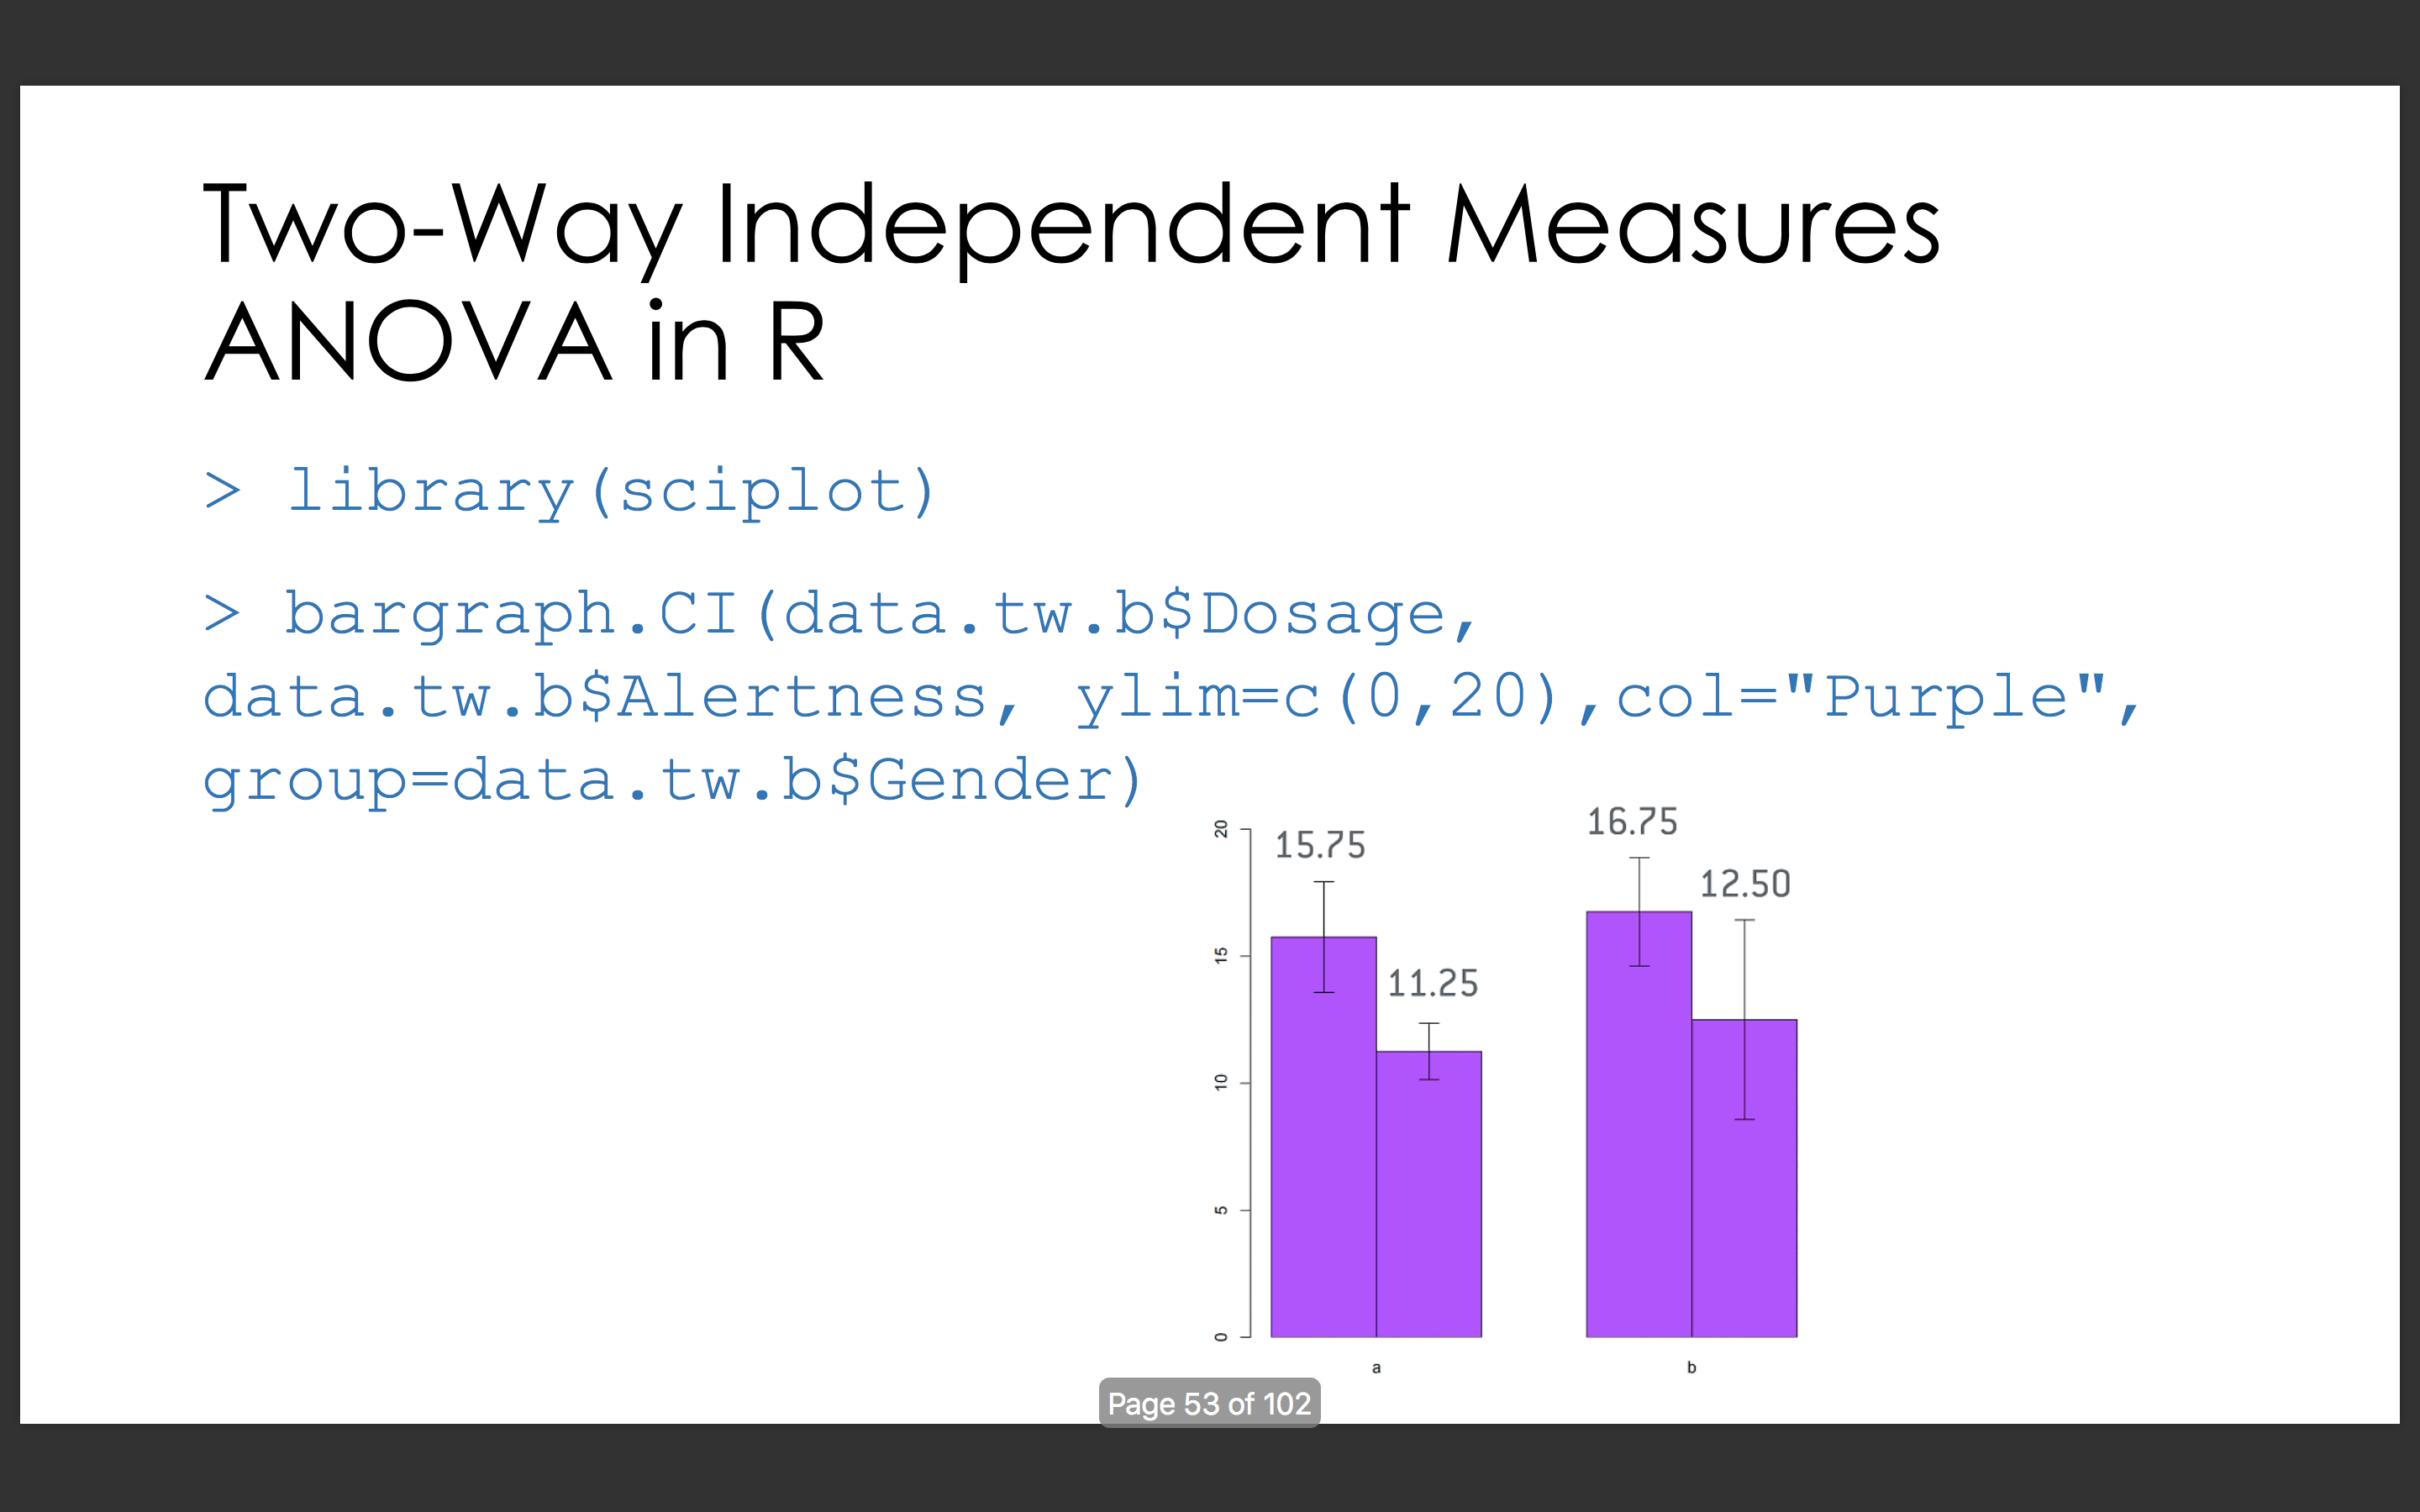 Two-Way Independent Measures
ANOVA in R
> library(sciplot)
> bargraph.CI(data.tw.b$Dosage,
data.tw.b$Alertness, ylim=c(0,20),col="Purple",
group=data.tw.b$Gender)
16.75
20
15.75
12.50
15
11.25
10
5
0
a
b
Page 53 of 102